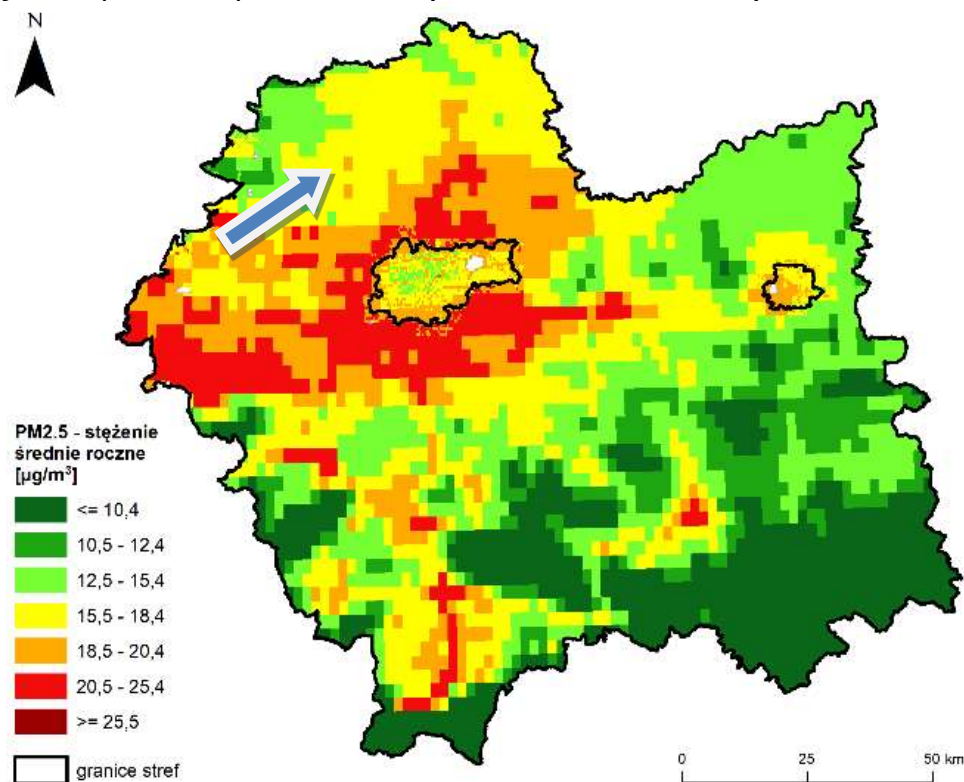 N
PM2.5 - stężenie
średnie roczne
[µg/m³]
<= 10,4
10,5 - 12,4
12,5 - 15,4
15,5 - 18,4
18,5 - 20,4
20,5 - 25,4
>= 25,5
granice stref
0 25 50 km